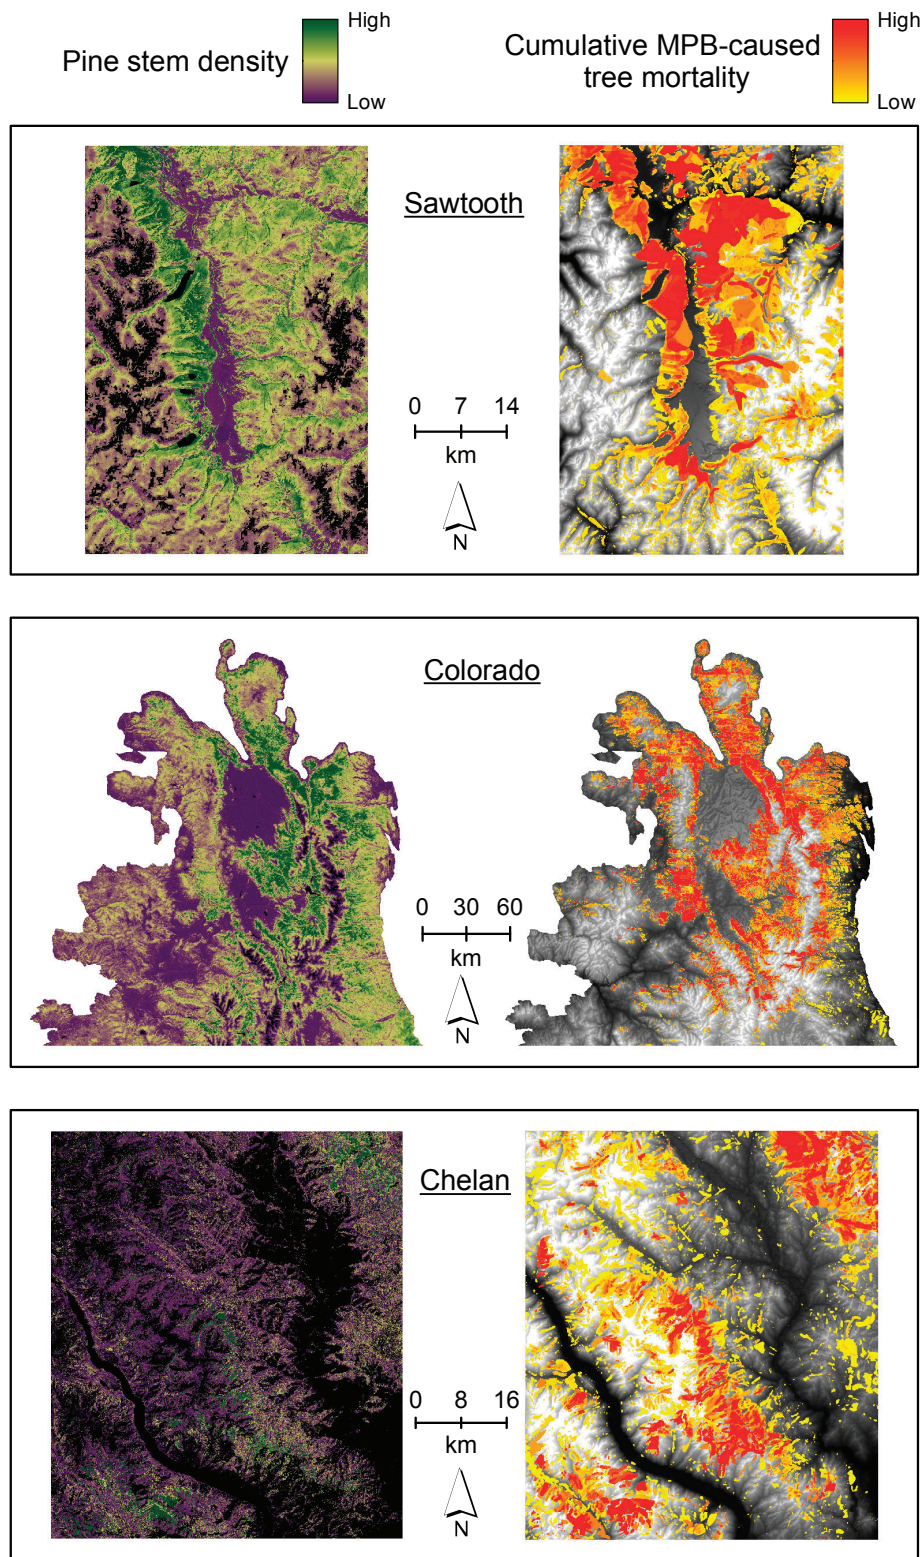 Pine stem density
High
Low
Cumulative MPB-caused
tree mortality
High
Low
Sawtooth
0 7 14
km
N
Colorado
0 30 60
km
N
Chelan
0 8 16
km
N